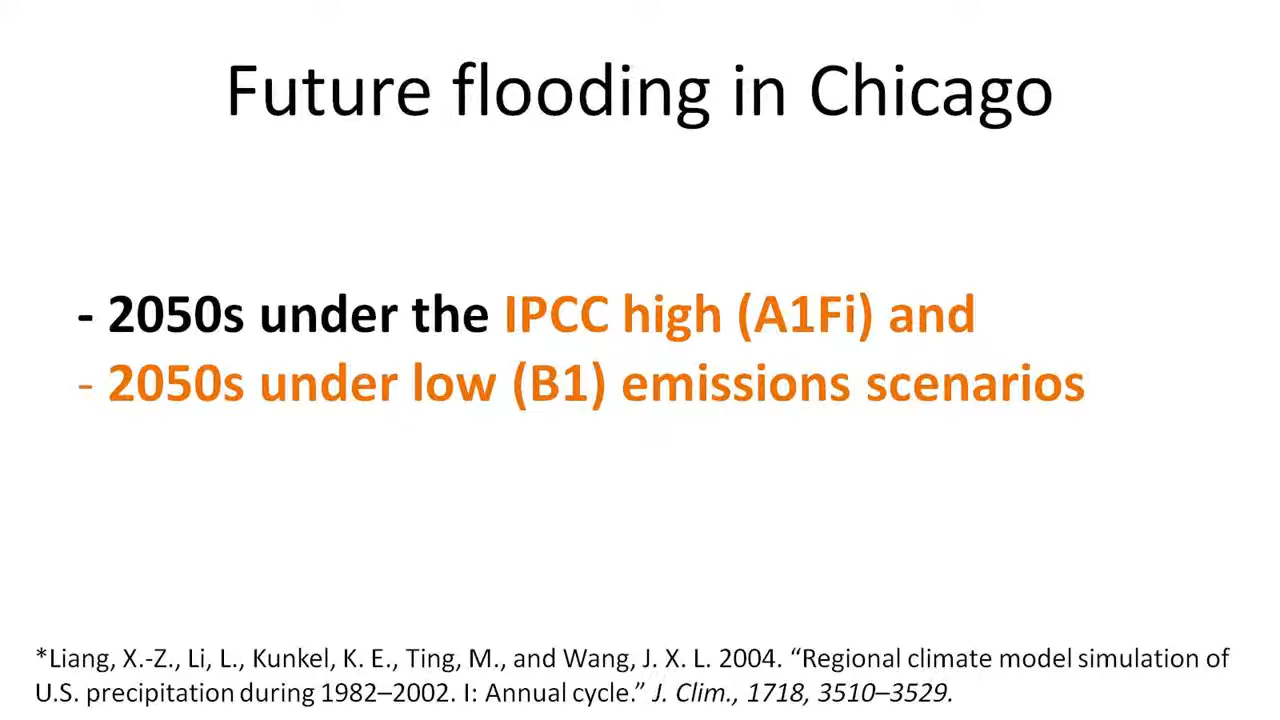 Future flooding in Chicago
- 2050s under the IPCC high (A1Fi) and
- 2050s under low (B1) emissions scenarios
*Liang, X.-Z., Li, L., Kunkel, K. E., Ting, M., and Wang, J. X. L. 2004. “Regional climate model simulation of
U.S. precipitation during 1982–2002. I: Annual cycle.” J. Clim., 1718, 3510–3529.